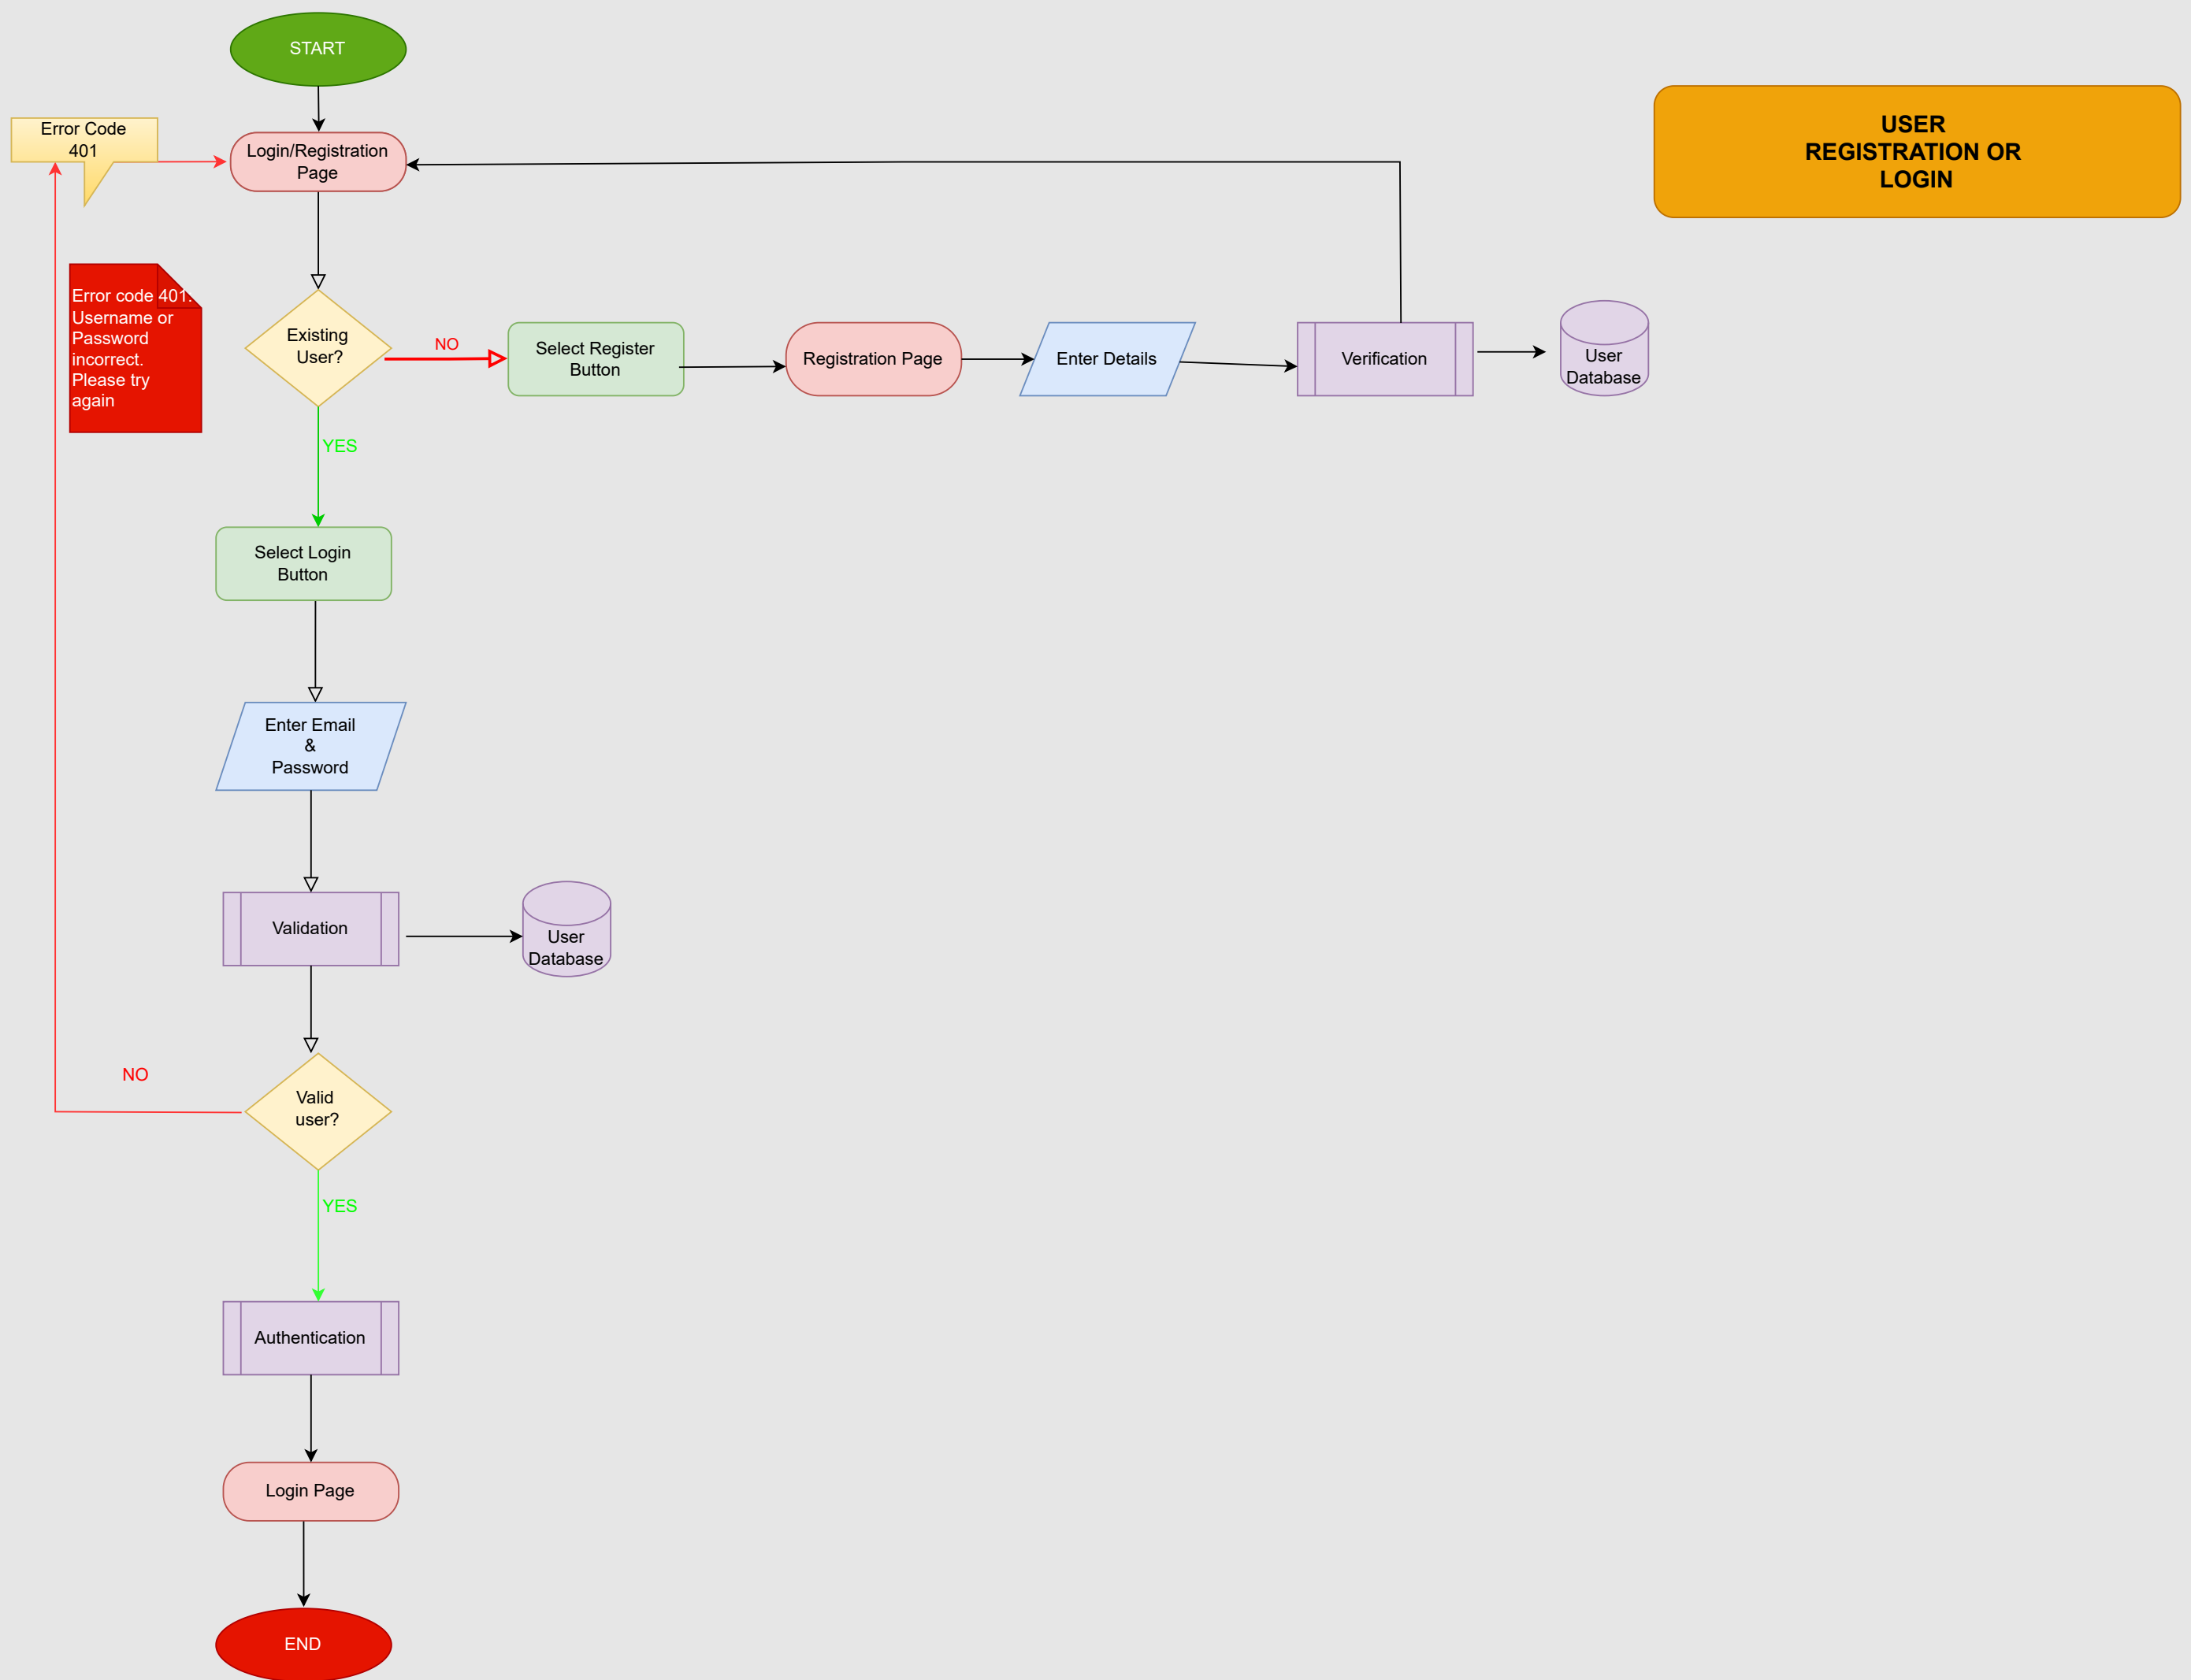 START
Error Code
401
Login/Registration
Page
USER
REGISTRATION OR
LOGIN
Error code 401.
Username or
Password
incorrect.
Please try
again
Existing
User?
NO
Select Register
Button
Registration Page
Enter Details
Verification
User
Database
YES
Select Login
Button
Enter Email
&
Password
Validation
User
Database
NO
Valid
user?
YES
Authentication
Login Page
END